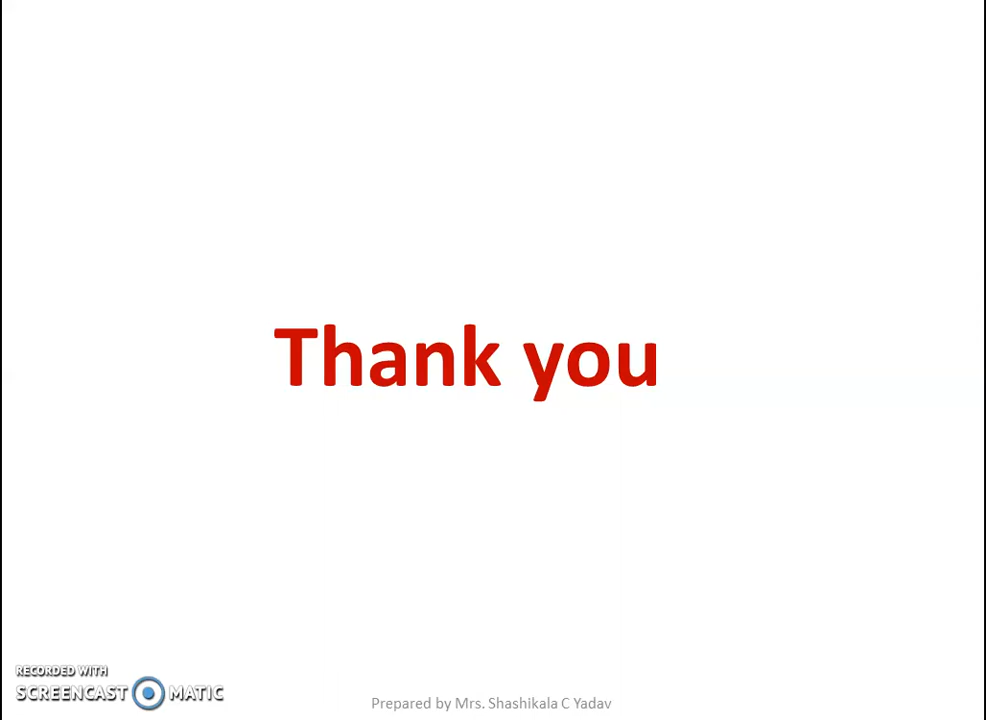 Thank you
RECORDED WITH
SCREENCAST MATIC
Prepared by Mrs. Shashikala C Yadav